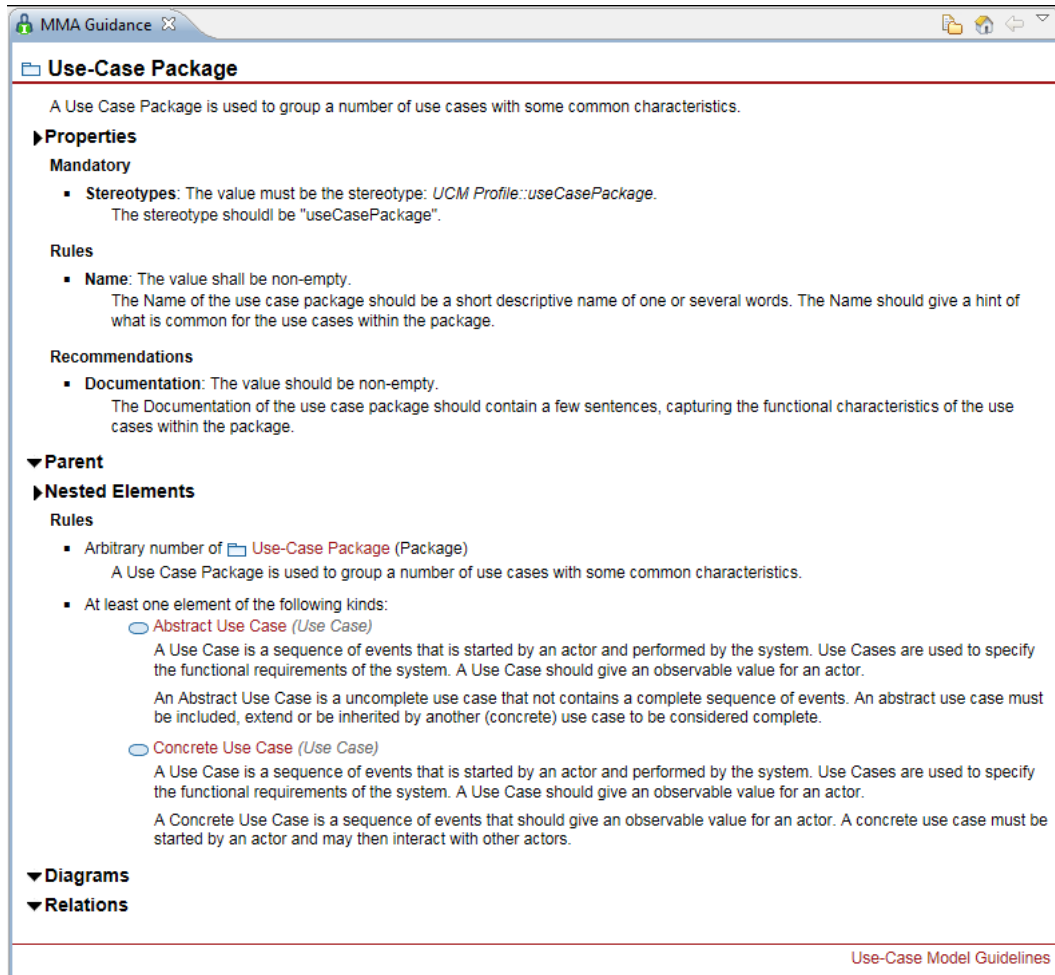 MMA Guidance
Use-Case Package
A Use Case Package is used to group a number of use cases with some common characteristics.
Properties
Mandatory
Stereotypes: The value must be the stereotype: UCM Profile::useCasePackage.
The stereotype shouldl be "useCasePackage".
Rules
Name: The value shall be non-empty.
The Name of the use case package should be a short descriptive name of one or several words. The Name should give a hint of
what is common for the use cases within the package.
Recommendations
Documentation: The value should be non-empty.
The Documentation of the use case package should contain a few sentences, capturing the functional characteristics of the use
cases within the package.
Parent
Nested Elements
Rules
Arbitrary number of Use-Case Package (Package)
A Use Case Package is used to group a number of use cases with some common characteristics.
At least one element of the following kinds:
Abstract Use Case (Use Case)
A Use Case is a sequence of events that is started by an actor and performed by the system. Use Cases are used to specify
the functional requirements of the system. A Use Case should give an observable value for an actor.
An Abstract Use Case is a uncomplete use case that not contains a complete sequence of events. An abstract use case must
be included, extend or be inherited by another (concrete) use case to be considered complete.
Concrete Use Case (Use Case)
A Use Case is a sequence of events that is started by an actor and performed by the system. Use Cases are used to specify
the functional requirements of the system. A Use Case should give an observable value for an actor.
A Concrete Use Case is a sequence of events that should give an observable value for an actor. A concrete use case must be
started by an actor and may then interact with other actors.
Diagrams
Relations
Use-Case Model Guidelines